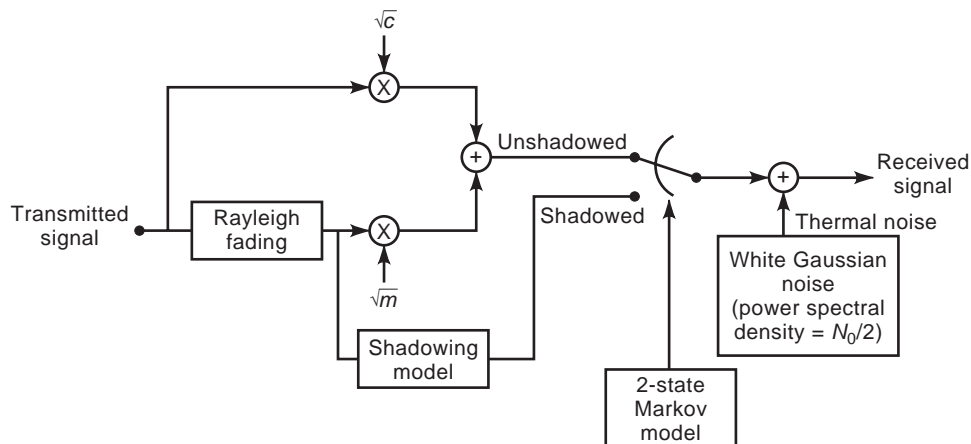 √c
X
Unshadowed
+
Received
signal
+
Transmitted
signal
Rayleigh
fading
X
Shadowed
Thermal noise
√m
White Gaussian
noise
(power spectral
density = N₀/2)
Shadowing
model
2-state
Markov
model